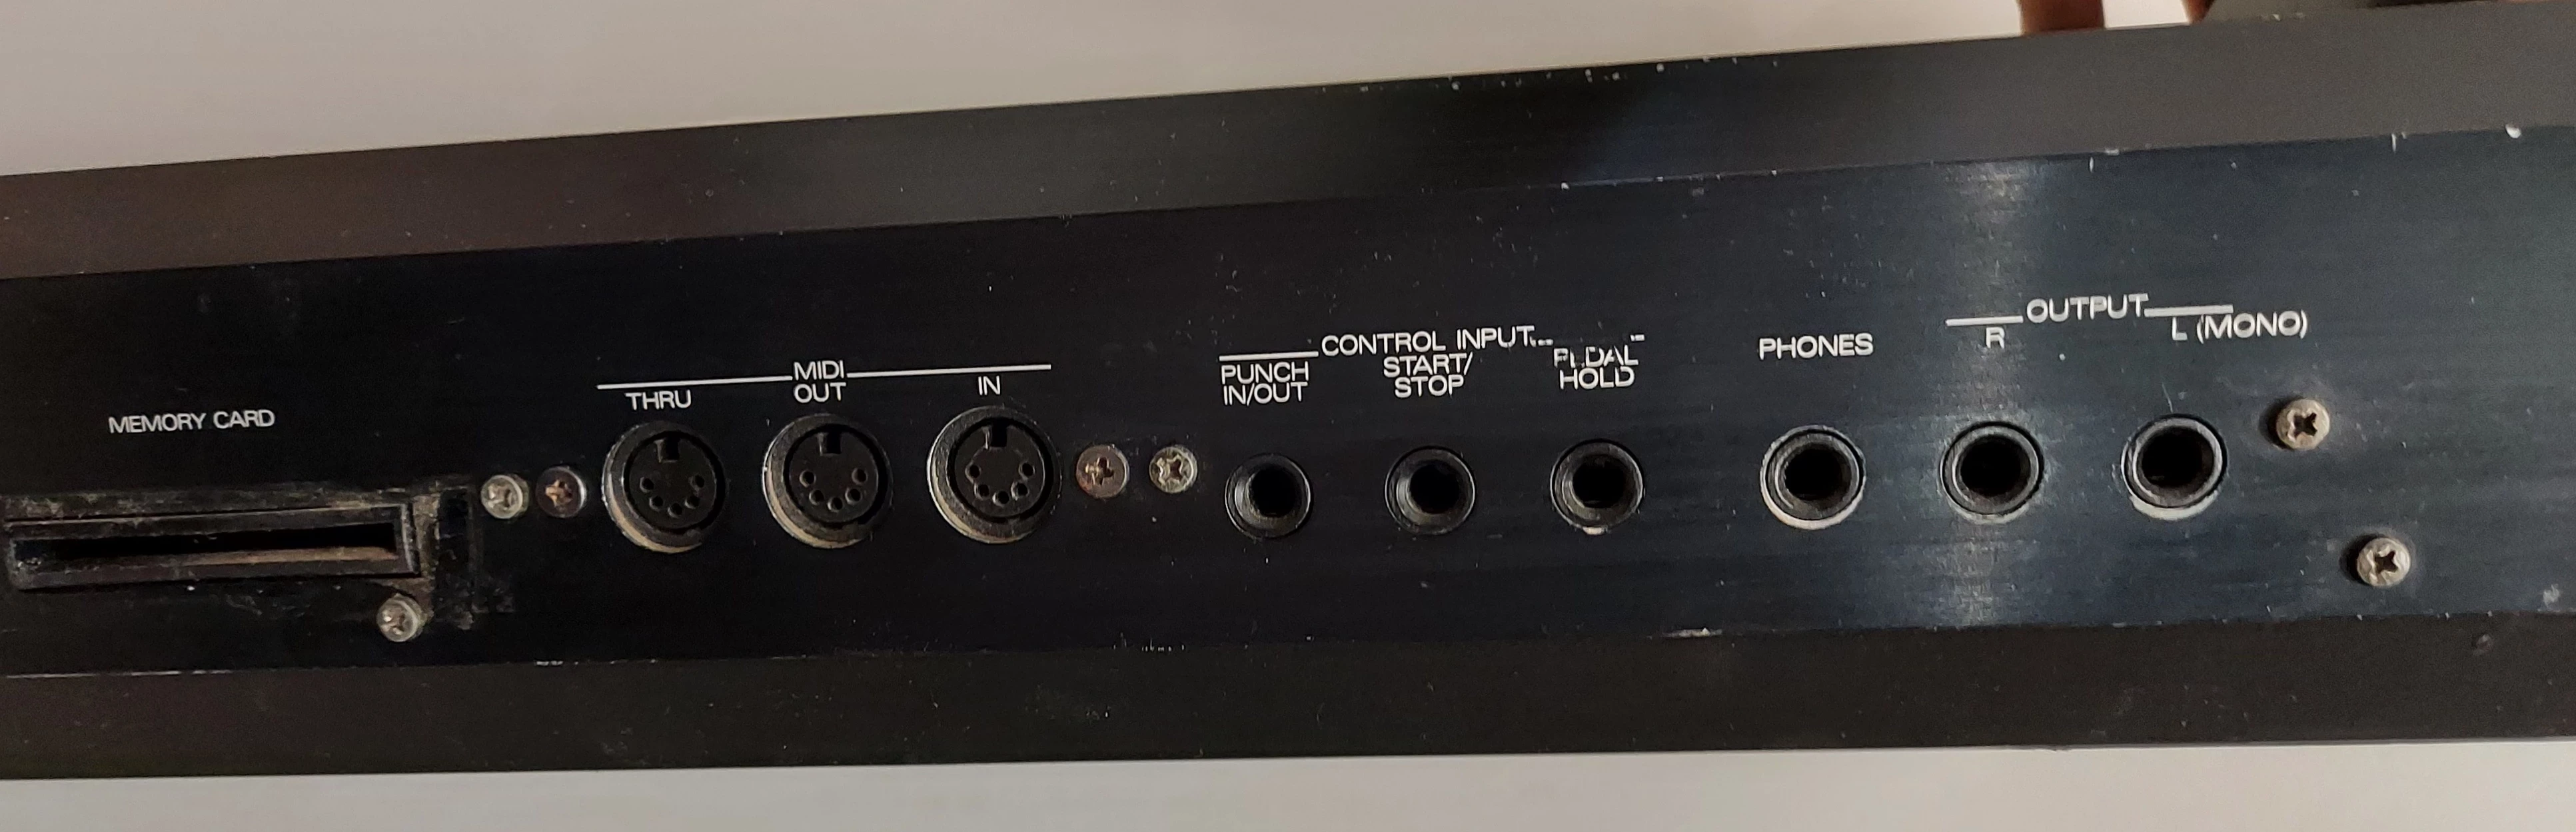 MEMORY CARD
MIDI
THRU OUT IN
CONTROL INPUT
PUNCH IN/OUT
START/
STOP
HOLD
PHONES
OUTPUT
R L (MONO)